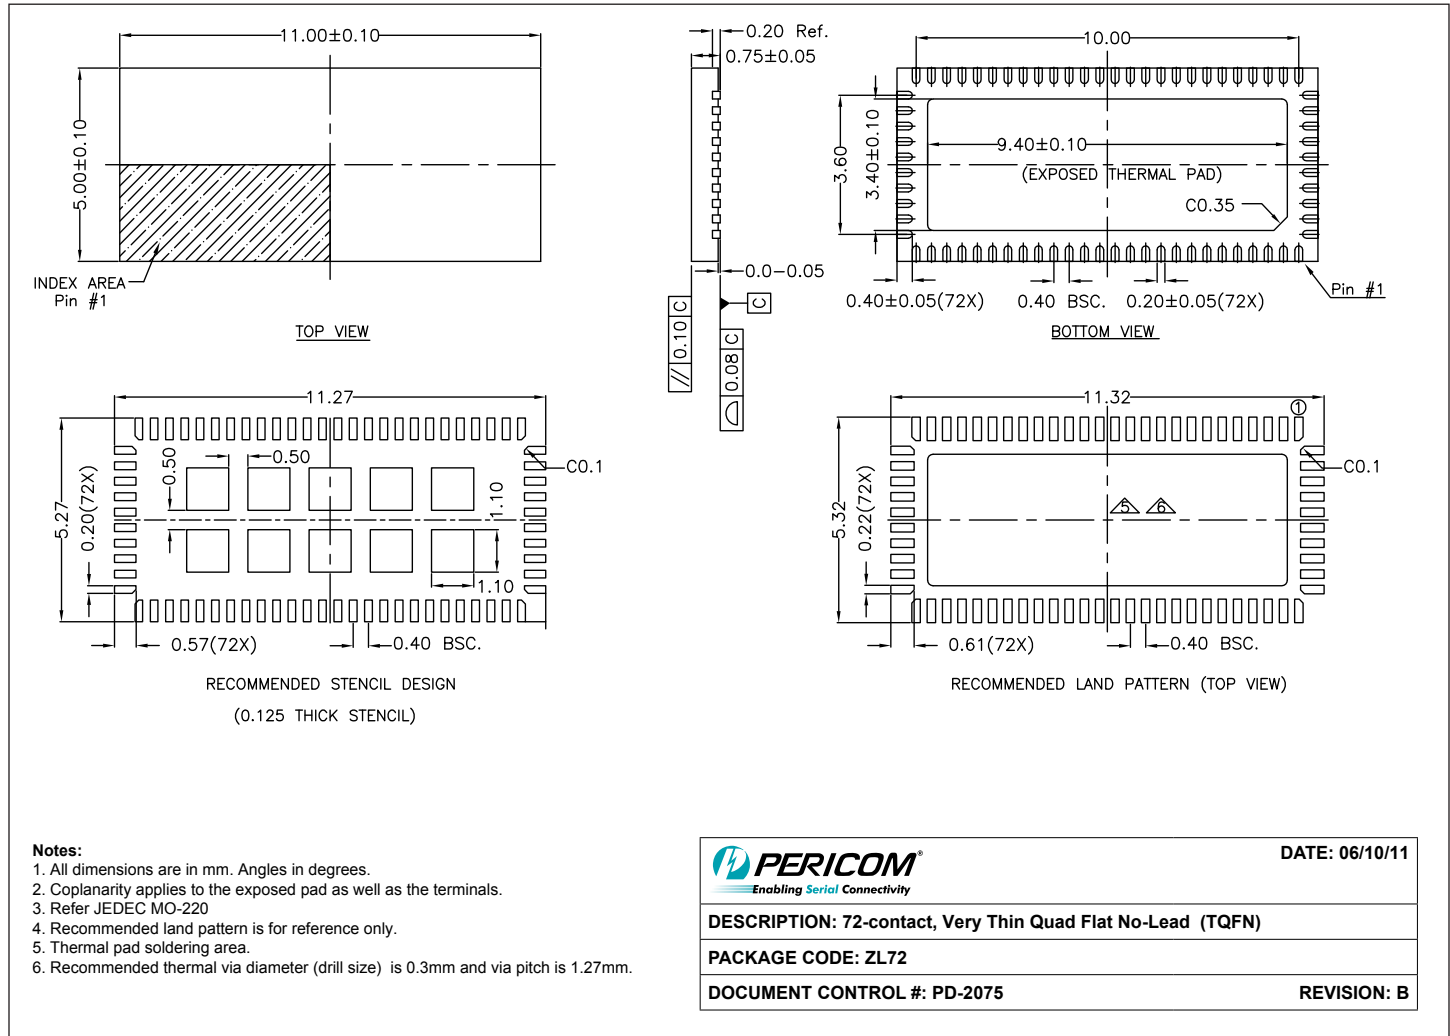 11.00±0.10
5.00±0.10
INDEX AREA
Pin #1
TOP VIEW
0.20 Ref.
0.75±0.05
0.0-0.05
C
// 0.10 C
0.08 C
10.00
3.60
3.40±0.10
9.40±0.10
(EXPOSED THERMAL PAD)
C0.35
0.40±0.05(72X)
0.40 BSC.
0.20±0.05(72X)
Pin #1
BOTTOM VIEW
11.27
5.27
0.20(72X)
0.50
0.50
1.10
1.10
C0.1
0.57(72X)
0.40 BSC.
RECOMMENDED STENCIL DESIGN
(0.125 THICK STENCIL)
11.32
1
5.32
0.22(72X)
5
6
C0.1
0.61(72X)
0.40 BSC.
RECOMMENDED LAND PATTERN (TOP VIEW)
Notes:
1. All dimensions are in mm. Angles in degrees.
2. Coplanarity applies to the exposed pad as well as the terminals.
3. Refer JEDEC MO-220
4. Recommended land pattern is for reference only.
5. Thermal pad soldering area.
6. Recommended thermal via diameter (drill size) is 0.3mm and via pitch is 1.27mm.
PERICOM®
Enabling Serial Connectivity
DATE: 06/10/11
DESCRIPTION: 72-contact, Very Thin Quad Flat No-Lead (TQFN)
PACKAGE CODE: ZL72
DOCUMENT CONTROL #: PD-2075
REVISION: B